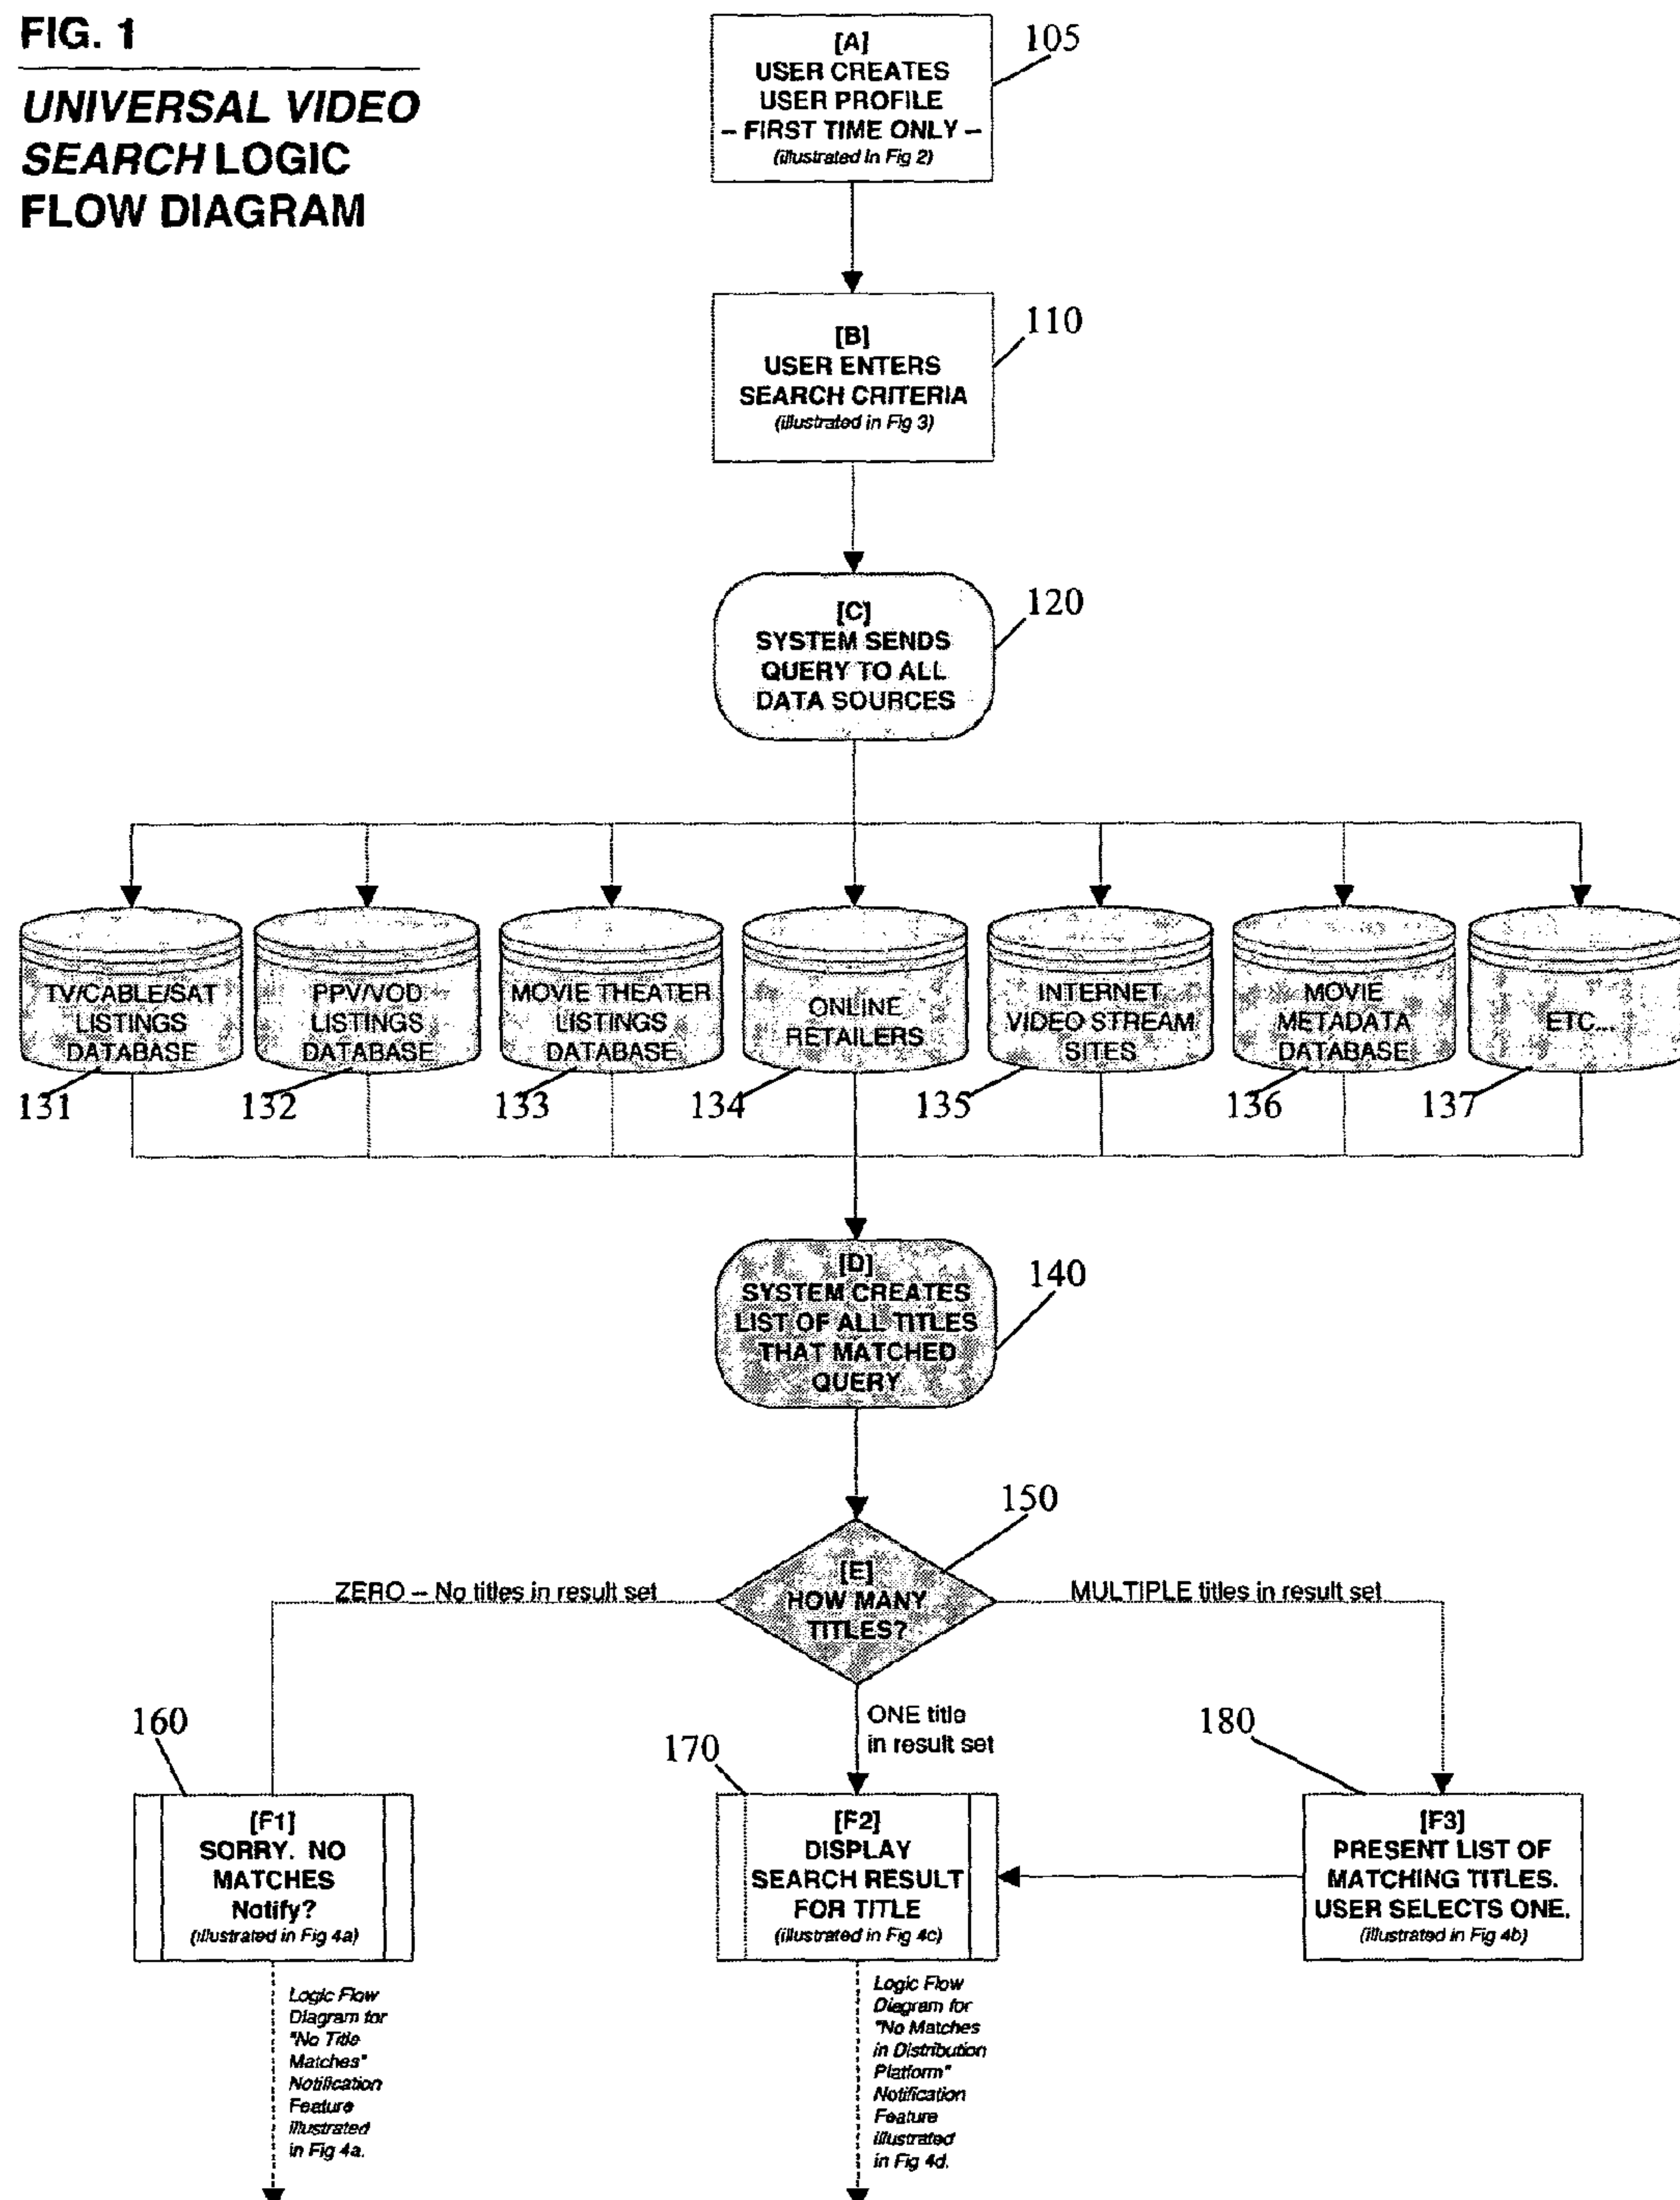 FIG. 1
UNIVERSAL VIDEO
SEARCH LOGIC
FLOW DIAGRAM
[A]
USER CREATES
USER PROFILE
– FIRST TIME ONLY –
(illustrated in Fig 2)
105
[B]
USER ENTERS
SEARCH CRITERIA
(illustrated in Fig 3)
110
[C]
SYSTEM SENDS
QUERY TO ALL
DATA SOURCES
120
TV/CABLE/SAT
LISTINGS
DATABASE
131
PPV/VOD
LISTINGS
DATABASE
132
MOVIE THEATER
LISTINGS
DATABASE
133
ONLINE
RETAILERS
134
INTERNET
VIDEO STREAM
SITES
135
MOVIE
METADATA
DATABASE
136
ETC...
137
[D]
SYSTEM CREATES
LIST OF ALL TITLES
THAT MATCHED
QUERY
140
[E]
HOW MANY
TITLES?
150
ZERO – No titles in result set
MULTIPLE titles in result set
ONE title
in result set
160
[F1]
SORRY. NO
MATCHES
Notify?
(illustrated in Fig 4a)
170
[F2]
DISPLAY
SEARCH RESULT
FOR TITLE
(illustrated in Fig 4c)
180
[F3]
PRESENT LIST OF
MATCHING TITLES.
USER SELECTS ONE.
(illustrated in Fig 4b)
Logic Flow
Diagram for
"No Title
Matches"
Notification
Feature
illustrated
in Fig 4a.
Logic Flow
Diagram for
"No Matches
in Distribution
Platform"
Notification
Feature
illustrated
in Fig 4d.